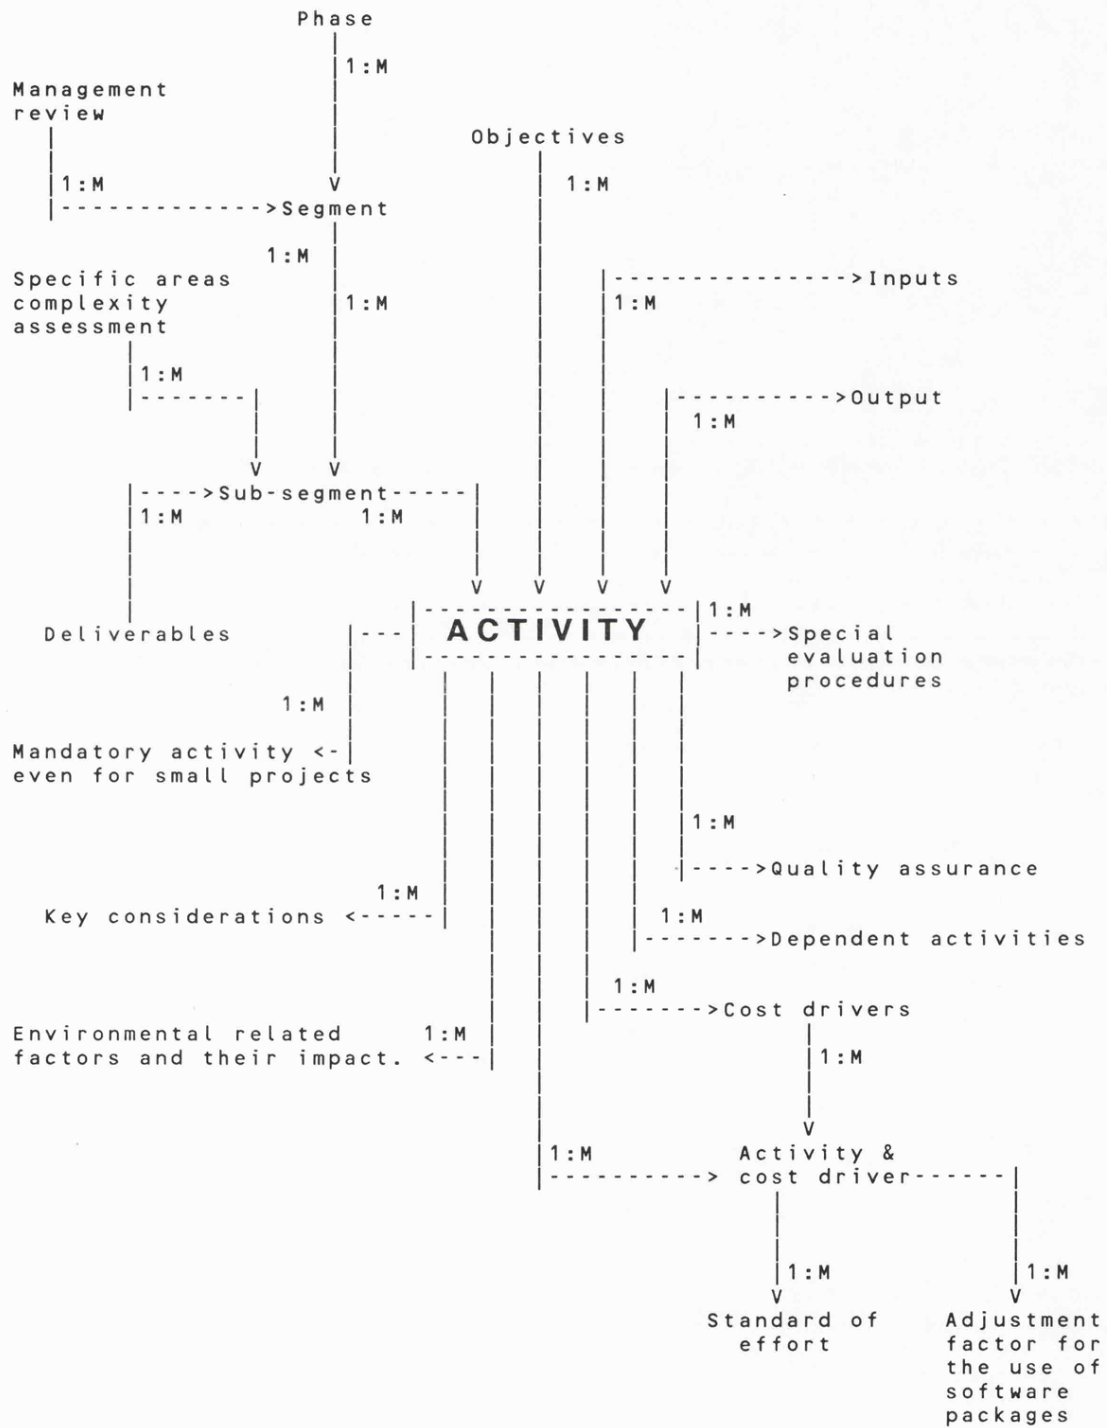 Phase
1:M
Management
review
Objectives
1:M
1:M
Segment
1:M
Specific areas
complexity
assessment
1:M
Inputs
1:M
1:M
Output
1:M
Sub-segment
1:M
1:M
ACTIVITY
1:M
Deliverables
Special
evaluation
procedures
1:M
Mandatory activity
even for small projects
1:M
Quality assurance
1:M
Key considerations
1:M
Dependent activities
1:M
Cost drivers
Environmental related
factors and their impact.
1:M
1:M
1:M
Activity &
cost driver
1:M
1:M
Standard of
effort
Adjustment
factor for
the use of
software
packages